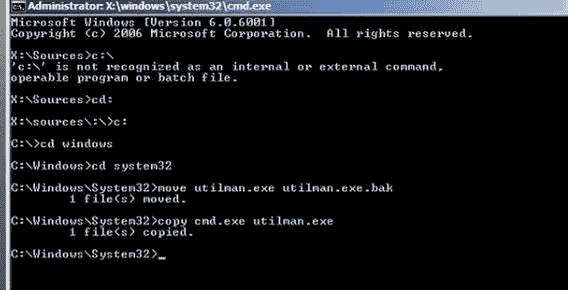 Administrator: X:\windows\system32\cmd.exe
Microsoft Windows [Version 6.0.6001]
Copyright (c) 2006 Microsoft Corporation.  All rights reserved.
X:\Sources>c:\
'c:\' is not recognized as an internal or external command,
operable program or batch file.
X:\Sources>cd:
X:\sources\:\>c:
C:\>cd windows
C:\Windows>cd system32
C:\Windows\System32>move utilman.exe utilman.exe.bak
        1 file(s) moved.
C:\Windows\System32>copy cmd.exe utilman.exe
        1 file(s) copied.
C:\Windows\System32>_